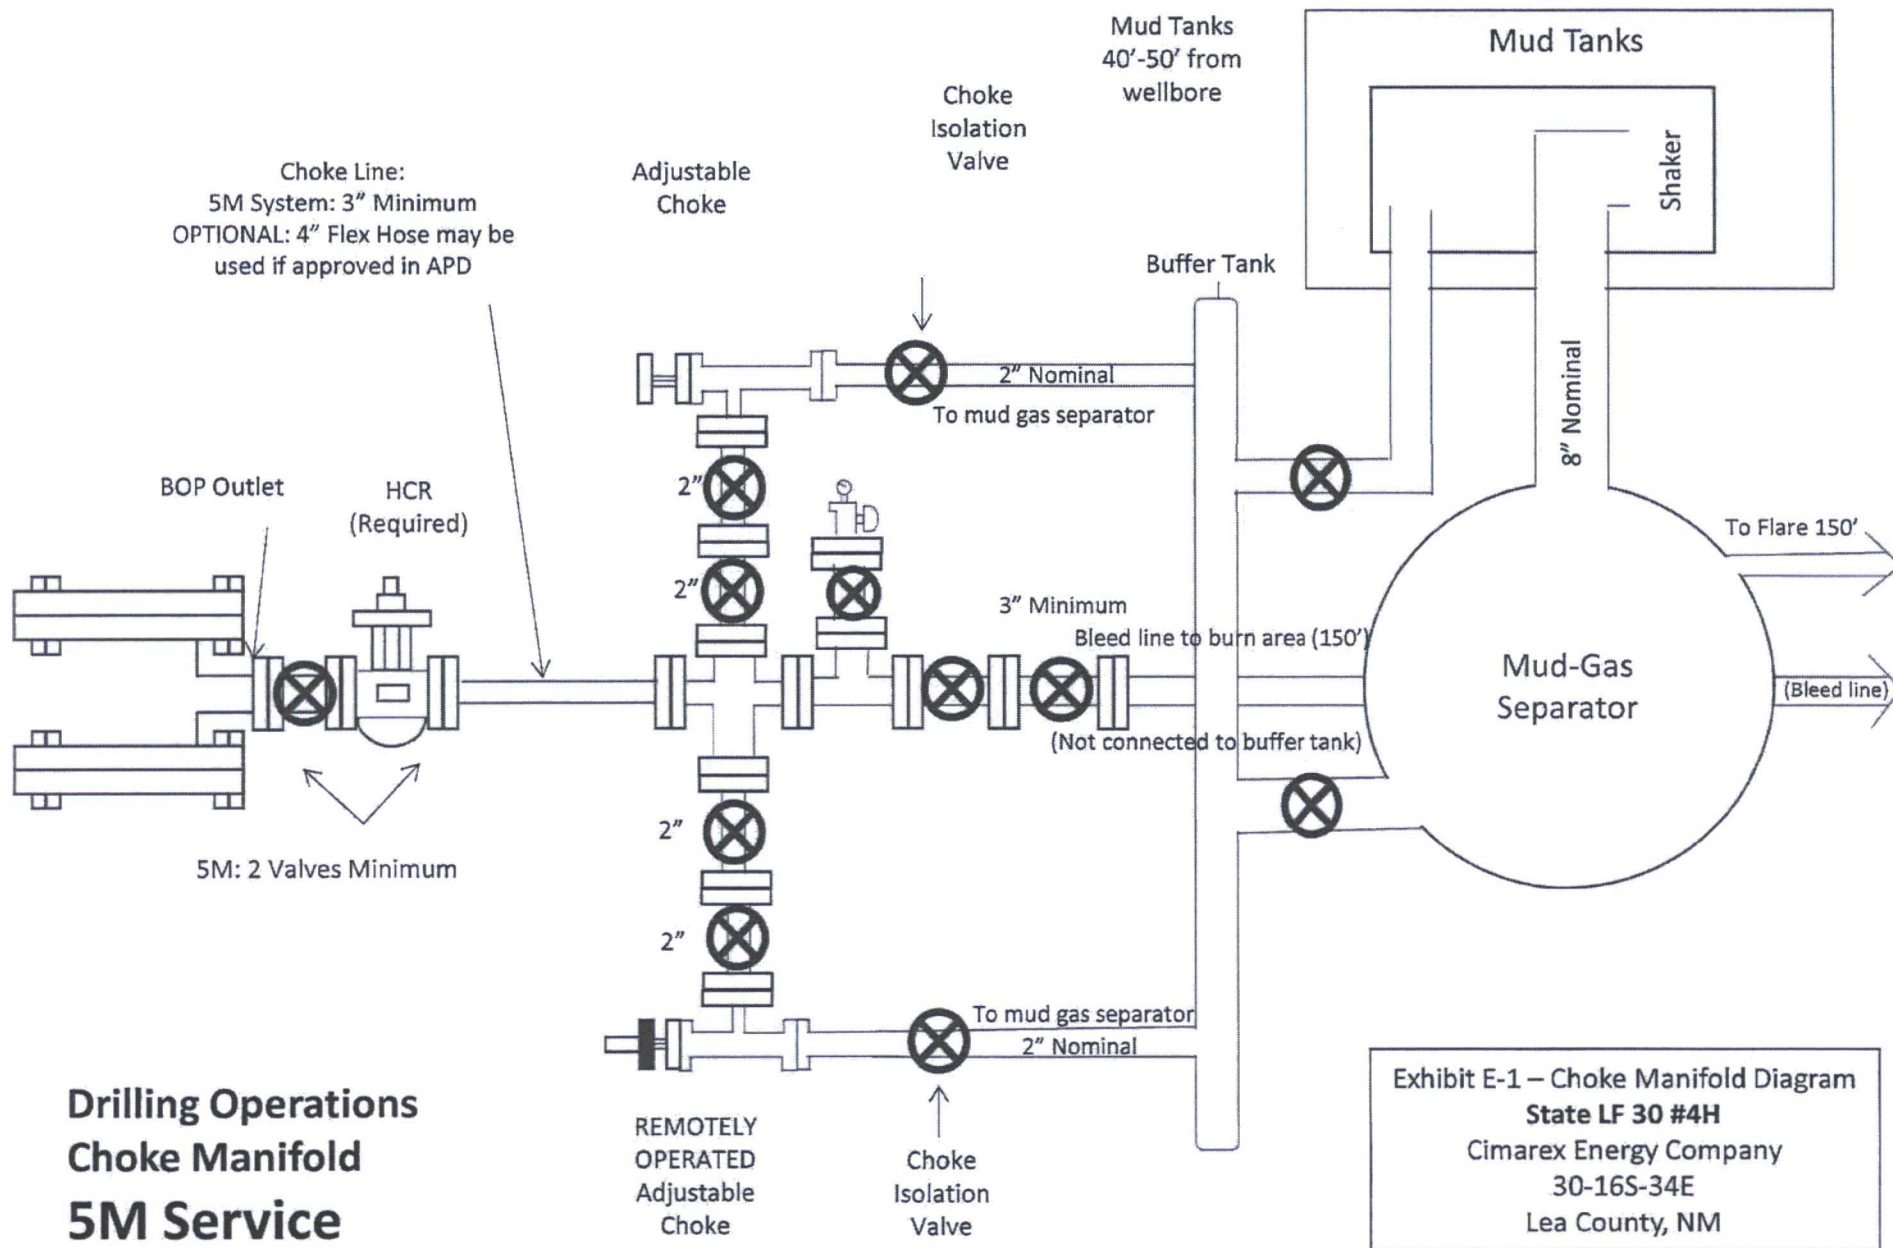 Mud Tanks
40'-50' from
wellbore
Mud Tanks
Shaker
Choke
Isolation
Valve
Choke Line:
5M System: 3" Minimum
OPTIONAL: 4" Flex Hose may be
used if approved in APD
Adjustable
Choke
Buffer Tank
2" Nominal
To mud gas separator
8" Nominal
BOP Outlet
HCR
(Required)
2"
2"
To Flare 150'
3" Minimum
Bleed line to burn area (150')
Mud-Gas
Separator
(Bleed line)
(Not connected to buffer tank)
5M: 2 Valves Minimum
2"
2"
To mud gas separator
2" Nominal
Drilling Operations
Choke Manifold
5M Service
REMOTELY
OPERATED
Adjustable
Choke
Choke
Isolation
Valve
Exhibit E-1 – Choke Manifold Diagram
State LF 30 #4H
Cimarex Energy Company
30-16S-34E
Lea County, NM